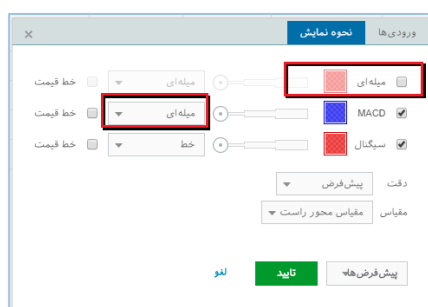 ورودی‌ها نحوه نمایش ×
میله‌ای میله‌ای خط قیمت
MACD میله‌ای خط قیمت
سیگنال خط خط قیمت
دقت پیش‌فرض
مقیاس مقیاس محور راست
پیش‌فرض‌ها تایید لغو